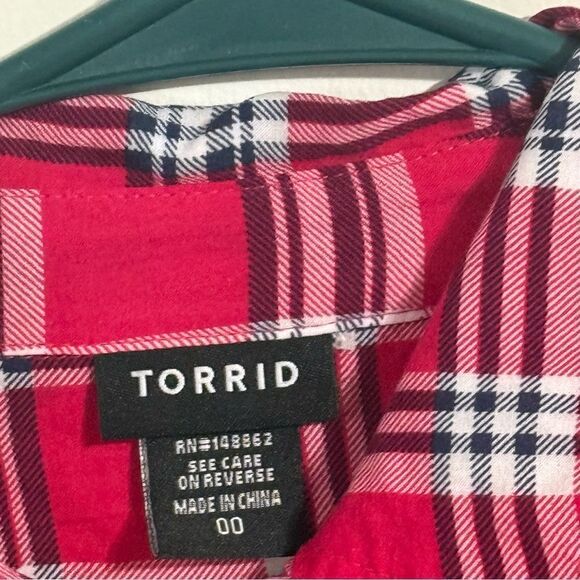 TORRID
RN#148862
SEE CARE
ON REVERSE
MADE IN CHINA
00